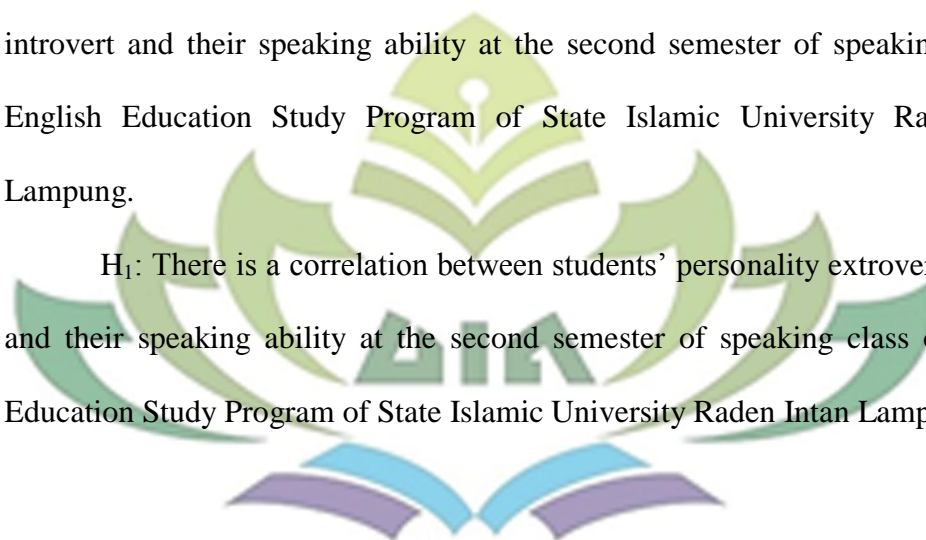 introvert and their speaking ability at the second semester of speakin
English Education Study Program of State Islamic University Ra
Lampung.
H₁: There is a correlation between students’ personality extrover
and their speaking ability at the second semester of speaking class
Education Study Program of State Islamic University Raden Intan Lamp